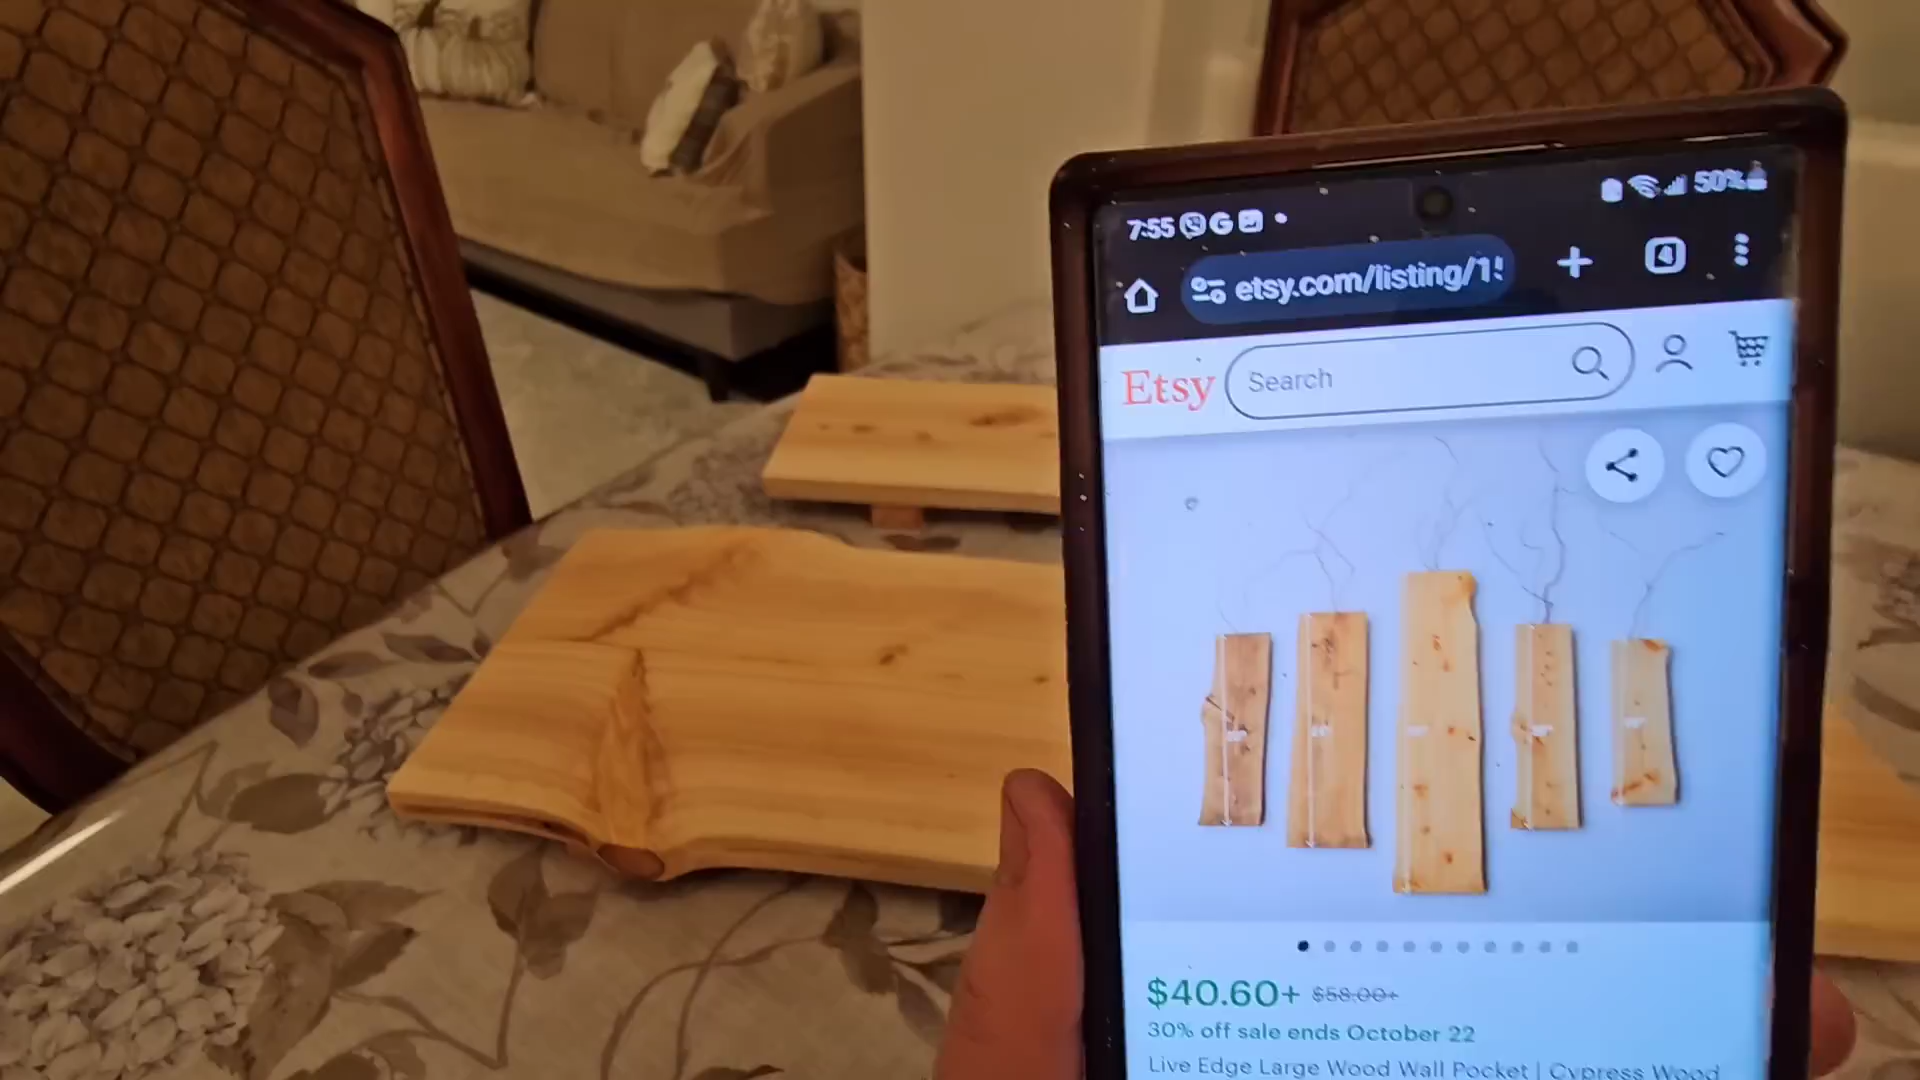 7:55 G 50%
etsy.com/listing/1
4
Etsy Search
$40.60+ $58.00+
30% off sale ends October 22
Live Edge Large Wood Wall Pocket | Cypress Wood